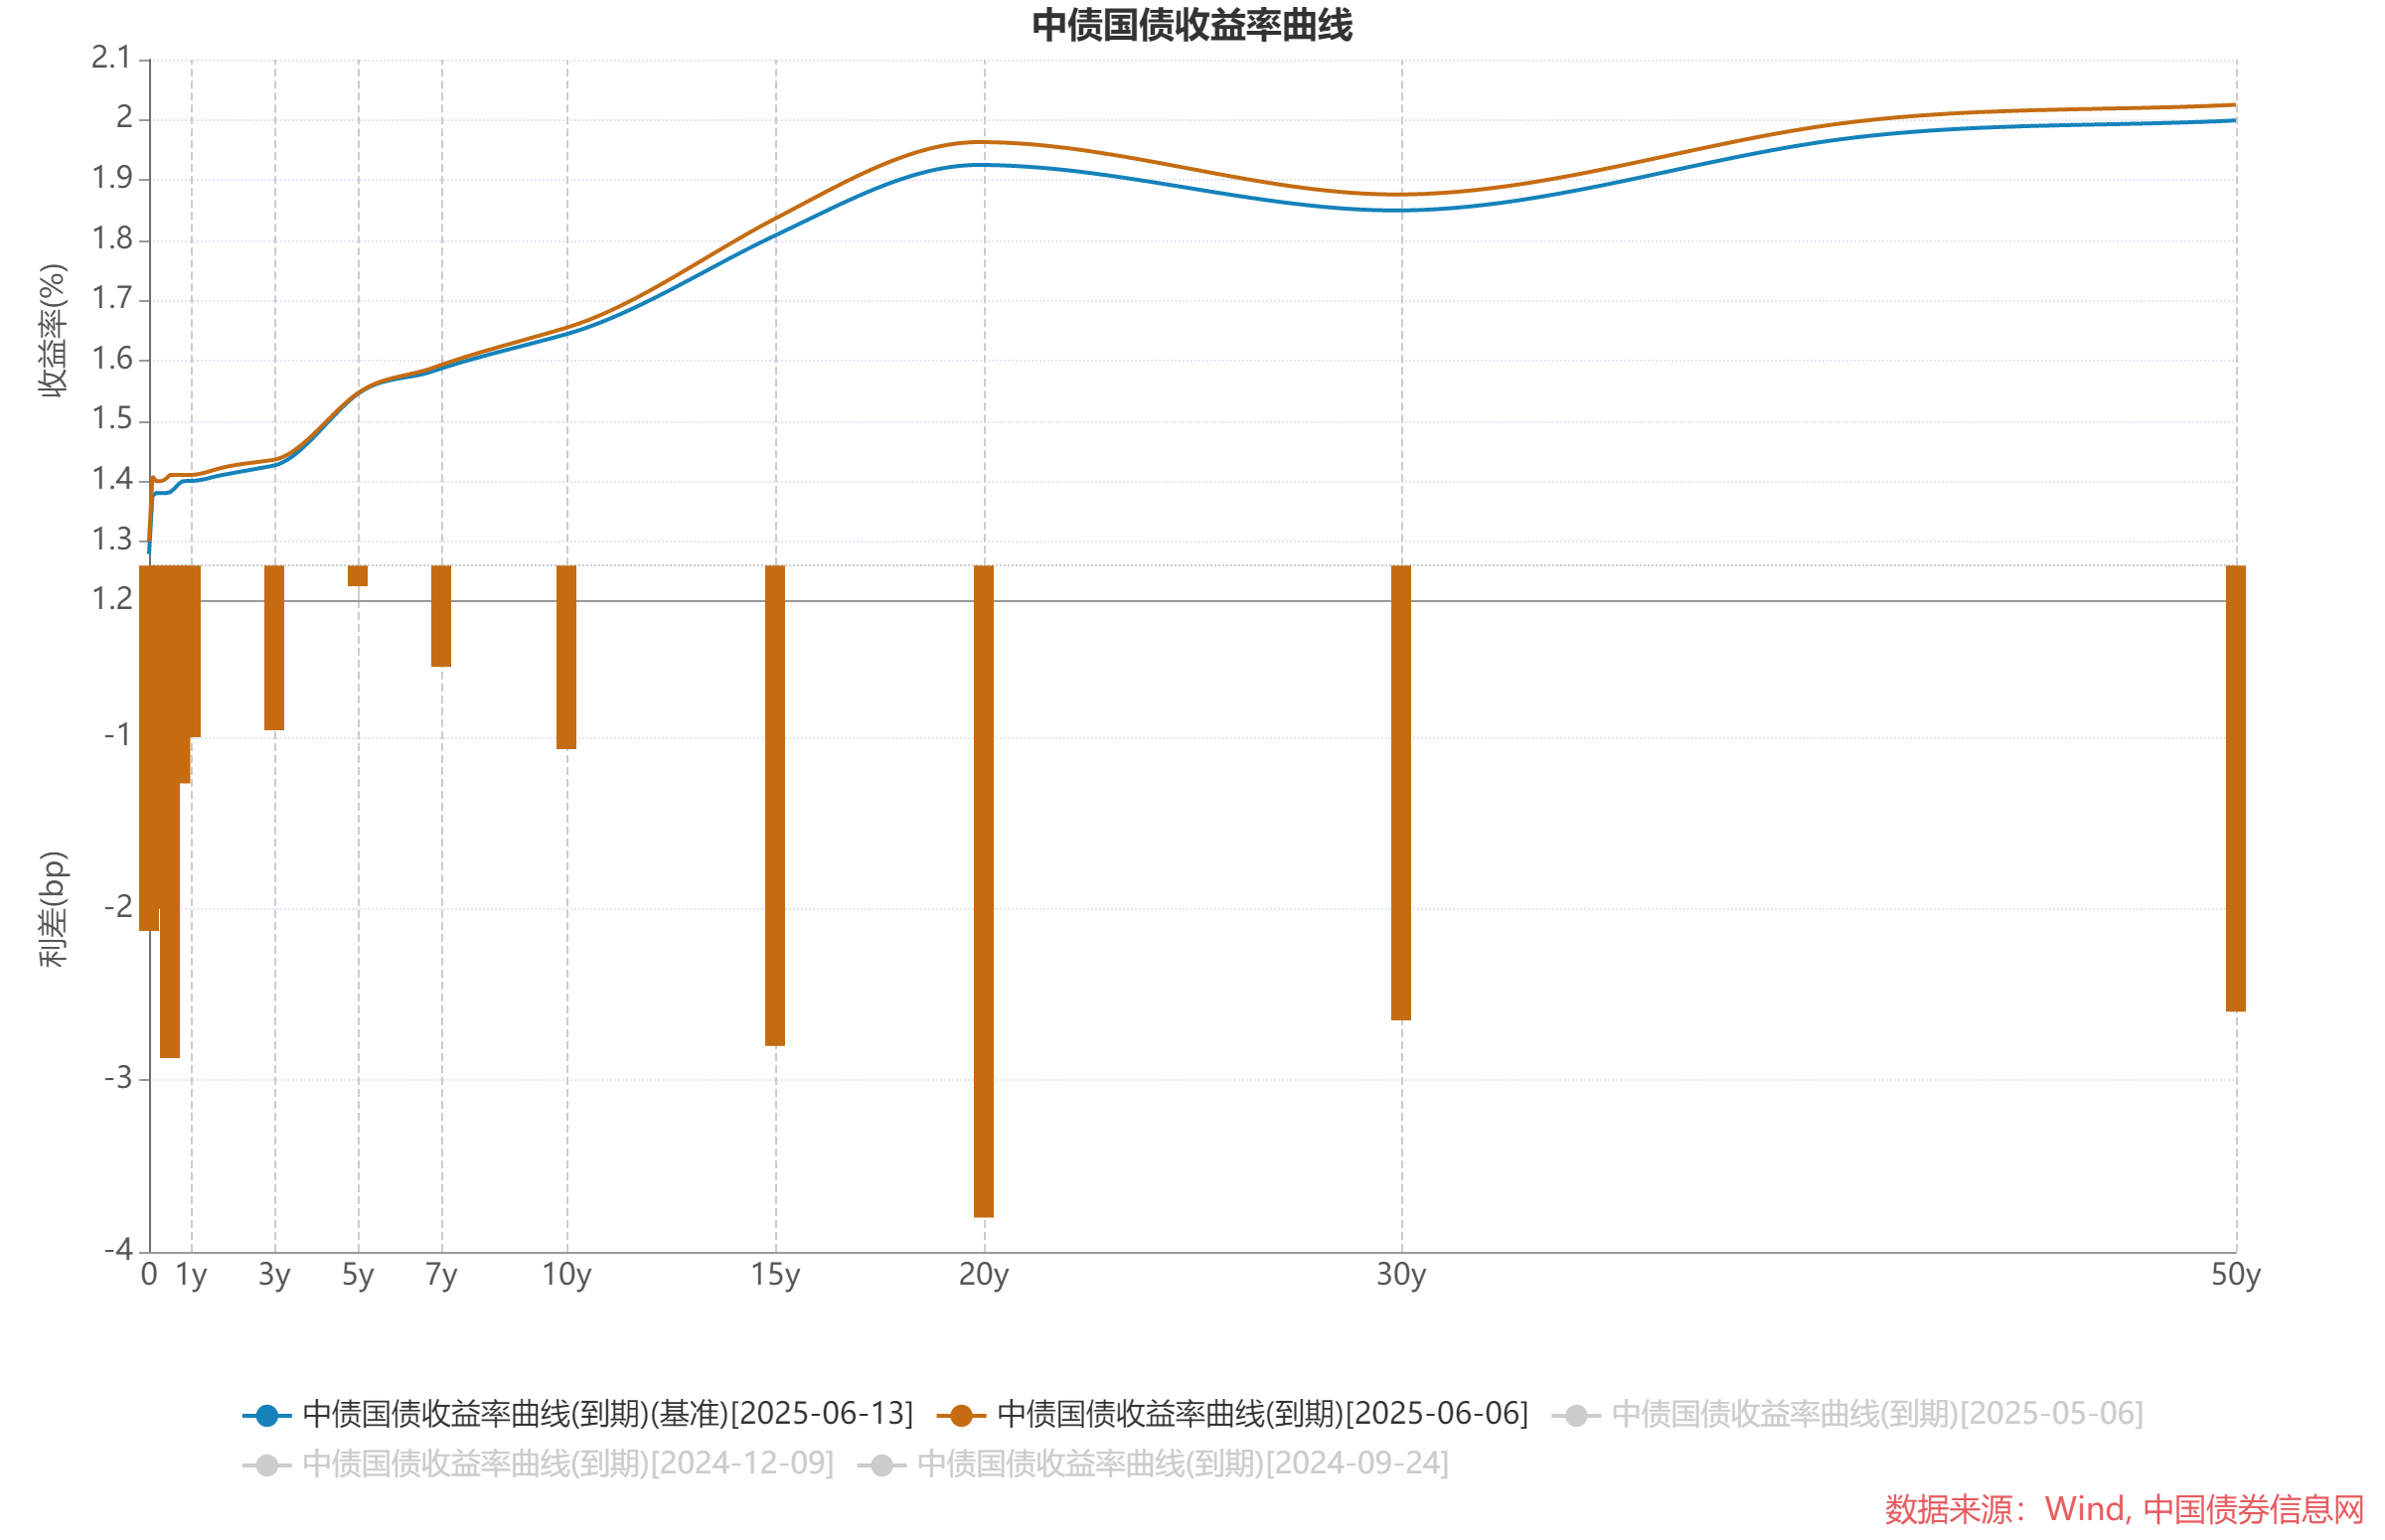 中债国债收益率曲线
收益率(%)
2.1
2
1.9
1.8
1.7
1.6
1.5
1.4
1.3
1.2
利差(bp)
-1
-2
-3
-4
0 1y 3y 5y 7y 10y 15y 20y 30y 50y
中债国债收益率曲线(到期)(基准)[2025-06-13] 中债国债收益率曲线(到期)[2025-06-06] 中债国债收益率曲线(到期)[2025-05-06]
中债国债收益率曲线(到期)[2024-12-09] 中债国债收益率曲线(到期)[2024-09-24]
数据来源：Wind, 中国债券信息网